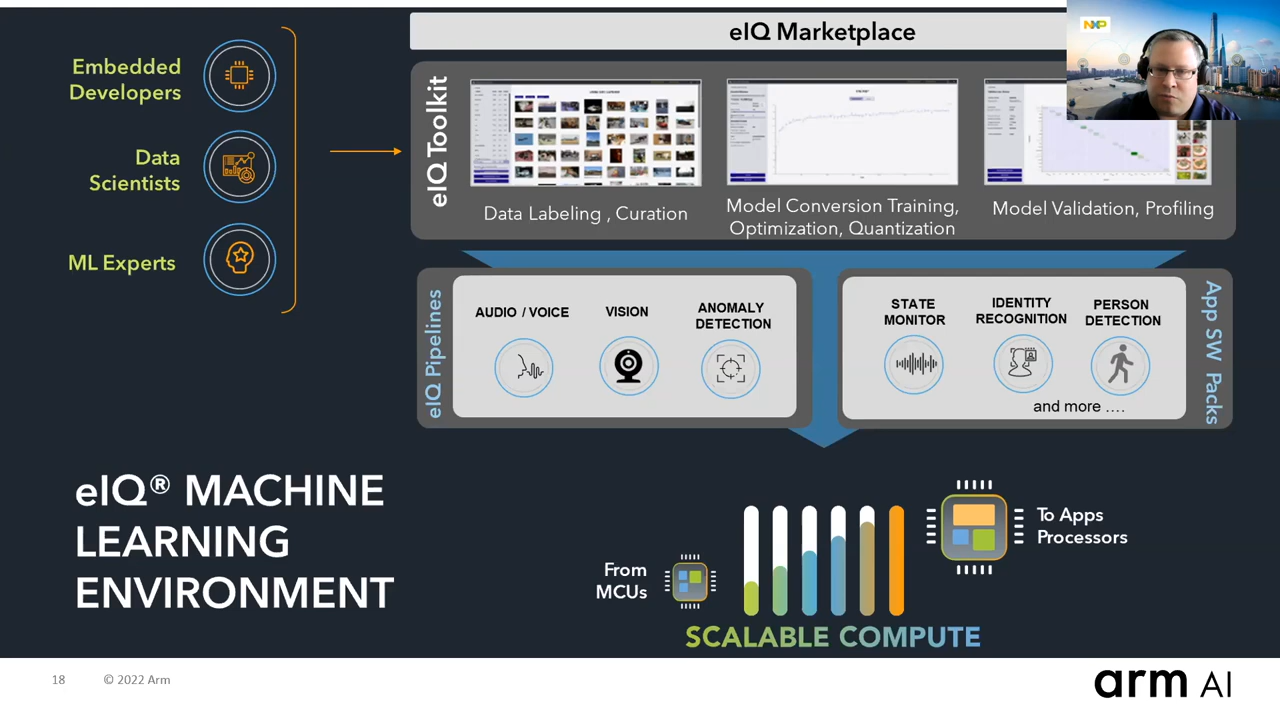 eIQ Marketplace
NXP
Embedded
Developers
Data
Scientists
ML Experts
eIQ Toolkit
Data Labeling , Curation
Model Conversion Training,
Optimization, Quantization
Model Validation, Profiling
eIQ Pipelines
AUDIO / VOICE
VISION
ANOMALY
DETECTION
STATE
MONITOR
IDENTITY
RECOGNITION
PERSON
DETECTION
and more ....
App SW Packs
eIQ® MACHINE
LEARNING
ENVIRONMENT
From
MCUs
To Apps
Processors
SCALABLE COMPUTE
18
© 2022 Arm
arm AI